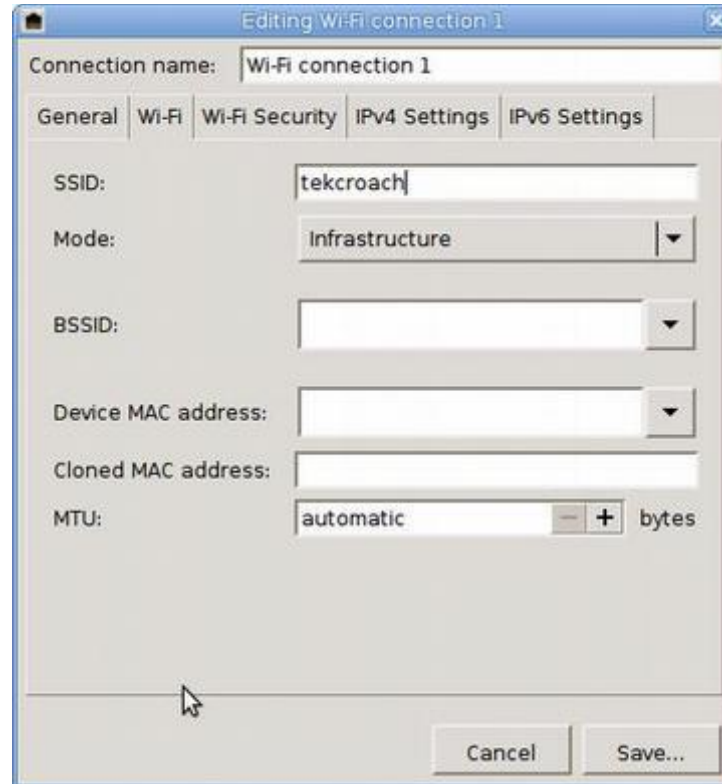 Editing Wi-Fi connection 1
Connection name: Wi-Fi connection 1
General Wi-Fi Wi-Fi Security IPv4 Settings IPv6 Settings
SSID: tekcroach
Mode: Infrastructure
BSSID:
Device MAC address:
Cloned MAC address:
MTU: automatic − + bytes
Cancel Save...